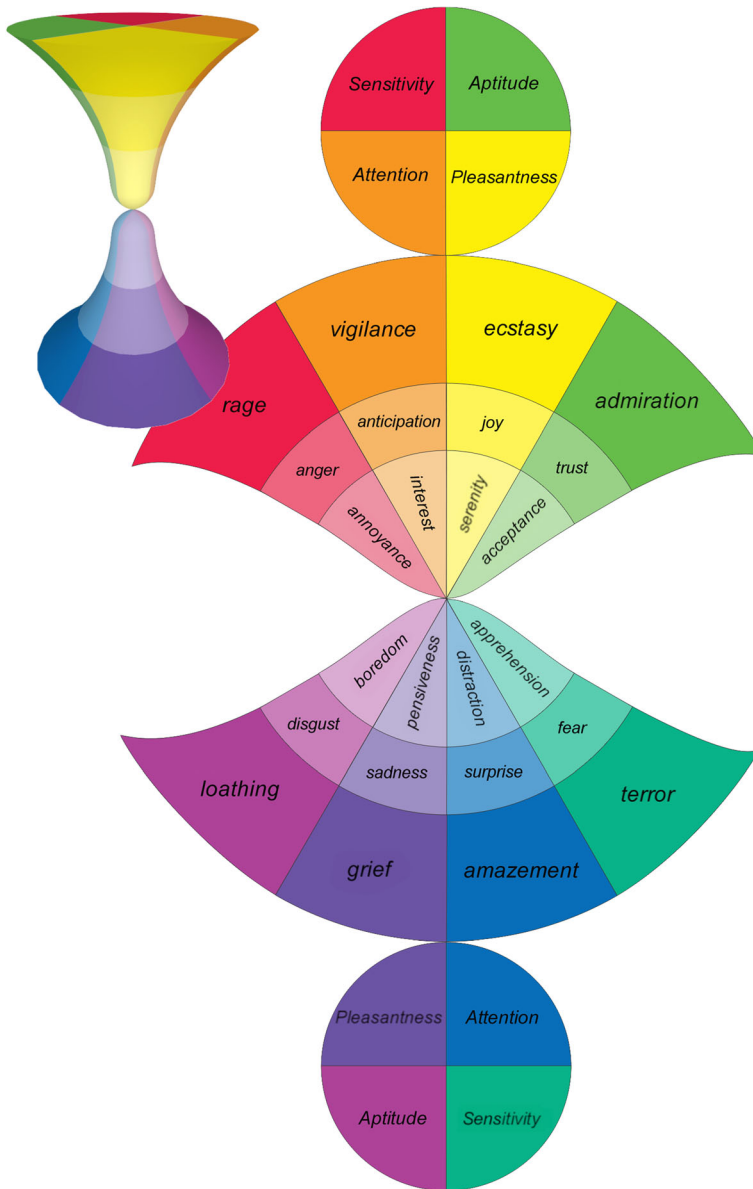 Sensitivity
Aptitude
Attention
Pleasantness
rage
vigilance
ecstasy
admiration
anger
anticipation
joy
trust
annoyance
interest
serenity
acceptance
boredom
pensiveness
distraction
apprehension
disgust
sadness
surprise
fear
loathing
grief
amazement
terror
Pleasantness
Attention
Aptitude
Sensitivity